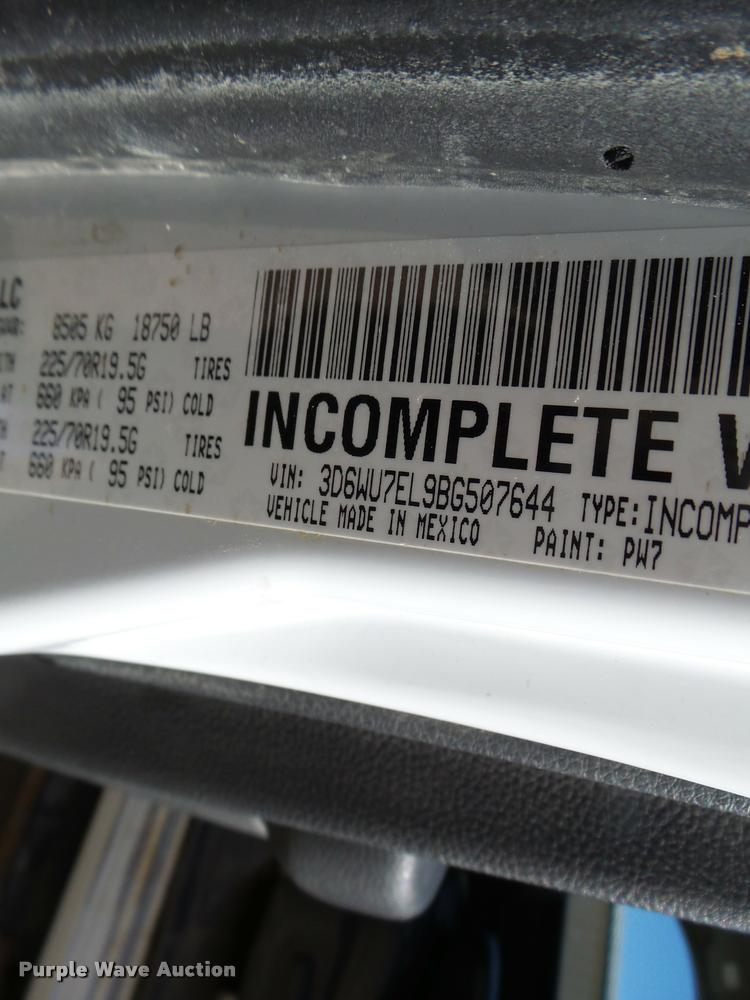 LC
8505 KG 18750 LB
225/70R19.5G TIRES
AT 660 KPA ( 95 PSI) COLD
225/70R19.5G TIRES
660 KPA ( 95 PSI) COLD
INCOMPLETE V
VIN: 3D6WU7EL9BG507644 TYPE: INCOMP
VEHICLE MADE IN MEXICO PAINT: PW7
Purple Wave Auction